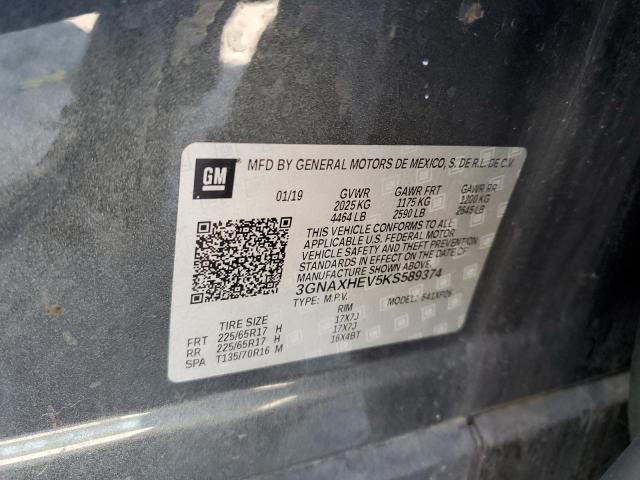 GM MFD BY GENERAL MOTORS DE MEXICO, S. DE R.L. DE C.V.
01/19 GVWR GAWR FRT GAWR RR
2025 KG 1175 KG 1200 KG
4464 LB 2590 LB 2645 LB
THIS VEHICLE CONFORMS TO ALL
APPLICABLE U.S. FEDERAL MOTOR
VEHICLE SAFETY AND THEFT PREVENTION
STANDARDS IN EFFECT ON THE DATE OF
MANUFACTURE SHOWN ABOVE.
3GNAXHEV5KS589374
TYPE: M.P.V. MODEL:
TIRE SIZE RIM
FRT 225/65R17 H 17X7J
RR 225/65R17 H 17X7J
SPA T135/70R16 M 16X4BT